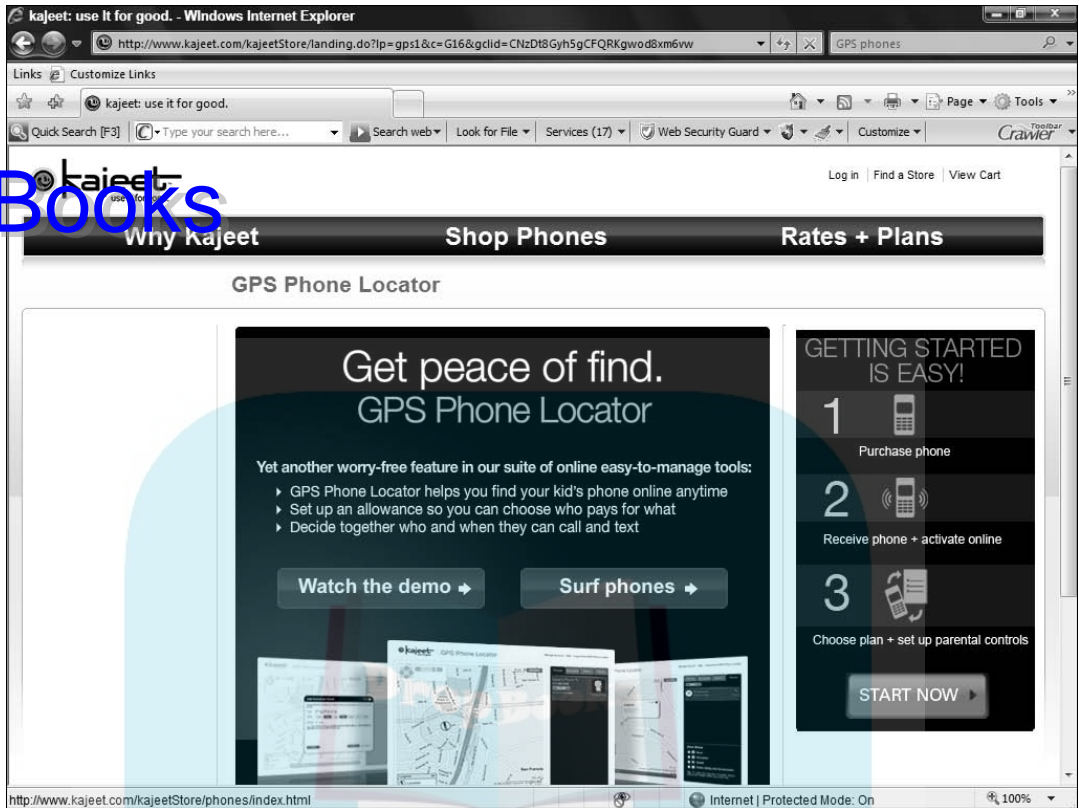 kajeet: use it for good. - Windows Internet Explorer
http://www.kajeet.com/kajeetStore/landing.do?lp=gps1&c=G16&gclid=CNzDt8Gyh5gCFQRKgwod8xm6vw
GPS phones
Links Customize Links
kajeet: use it for good.
Page Tools
Quick Search [F3] Type your search here... Search web Look for File Services (17) Web Security Guard Customize Crawler Toolbar
kajeet
Log in | Find a Store | View Cart
Books
Why Kajeet Shop Phones Rates + Plans
GPS Phone Locator
Get peace of find.
GPS Phone Locator
Yet another worry-free feature in our suite of online easy-to-manage tools:
GPS Phone Locator helps you find your kid's phone online anytime
Set up an allowance so you can choose who pays for what
Decide together who and when they can call and text
Watch the demo
Surf phones
kajeet GPS Phone Locator
GETTING STARTED
IS EASY!
1
Purchase phone
2
Receive phone + activate online
3
Choose plan + set up parental controls
START NOW
http://www.kajeet.com/kajeetStore/phones/index.html
Internet | Protected Mode: On
100%